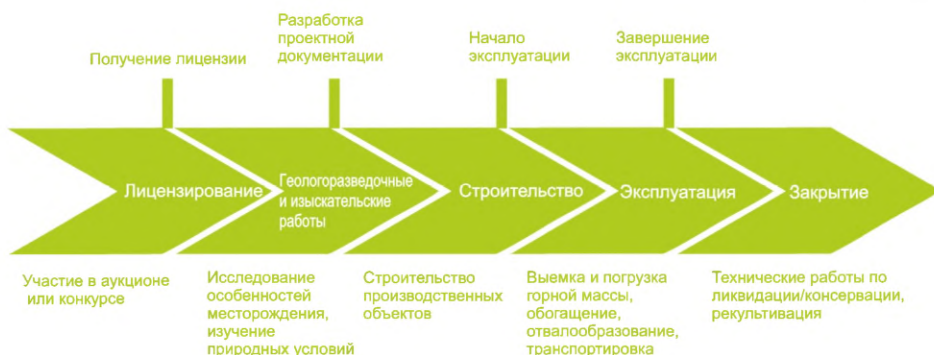 Получение лицензии
Разработка
проектной
документации
Начало
эксплуатации
Завершение
эксплуатации
Лицензирование
Геологоразведочные
и изыскательские
работы
Строительство
Эксплуатация
Закрытие
Участие в аукционе
или конкурсе
Исследование
особенностей
месторождения,
изучение
природных условий
Строительство
производственных
объектов
Выемка и погрузка
горной массы,
обогащение,
отвалообразование,
транспортировка
Технические работы по
ликвидации/консервации,
рекультивация